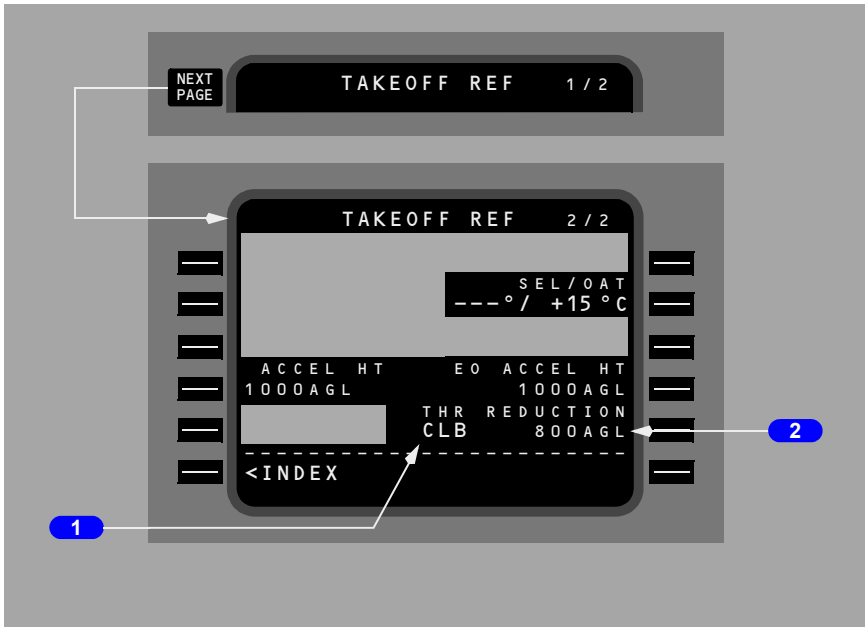 NEXT
PAGE
TAKEOFF REF 1/2
TAKEOFF REF 2/2
SEL/OAT
---°/ +15°C
ACCEL HT EO ACCEL HT
1000AGL 1000AGL
THR REDUCTION
CLB 800AGL
2
--------------------------
<INDEX
1